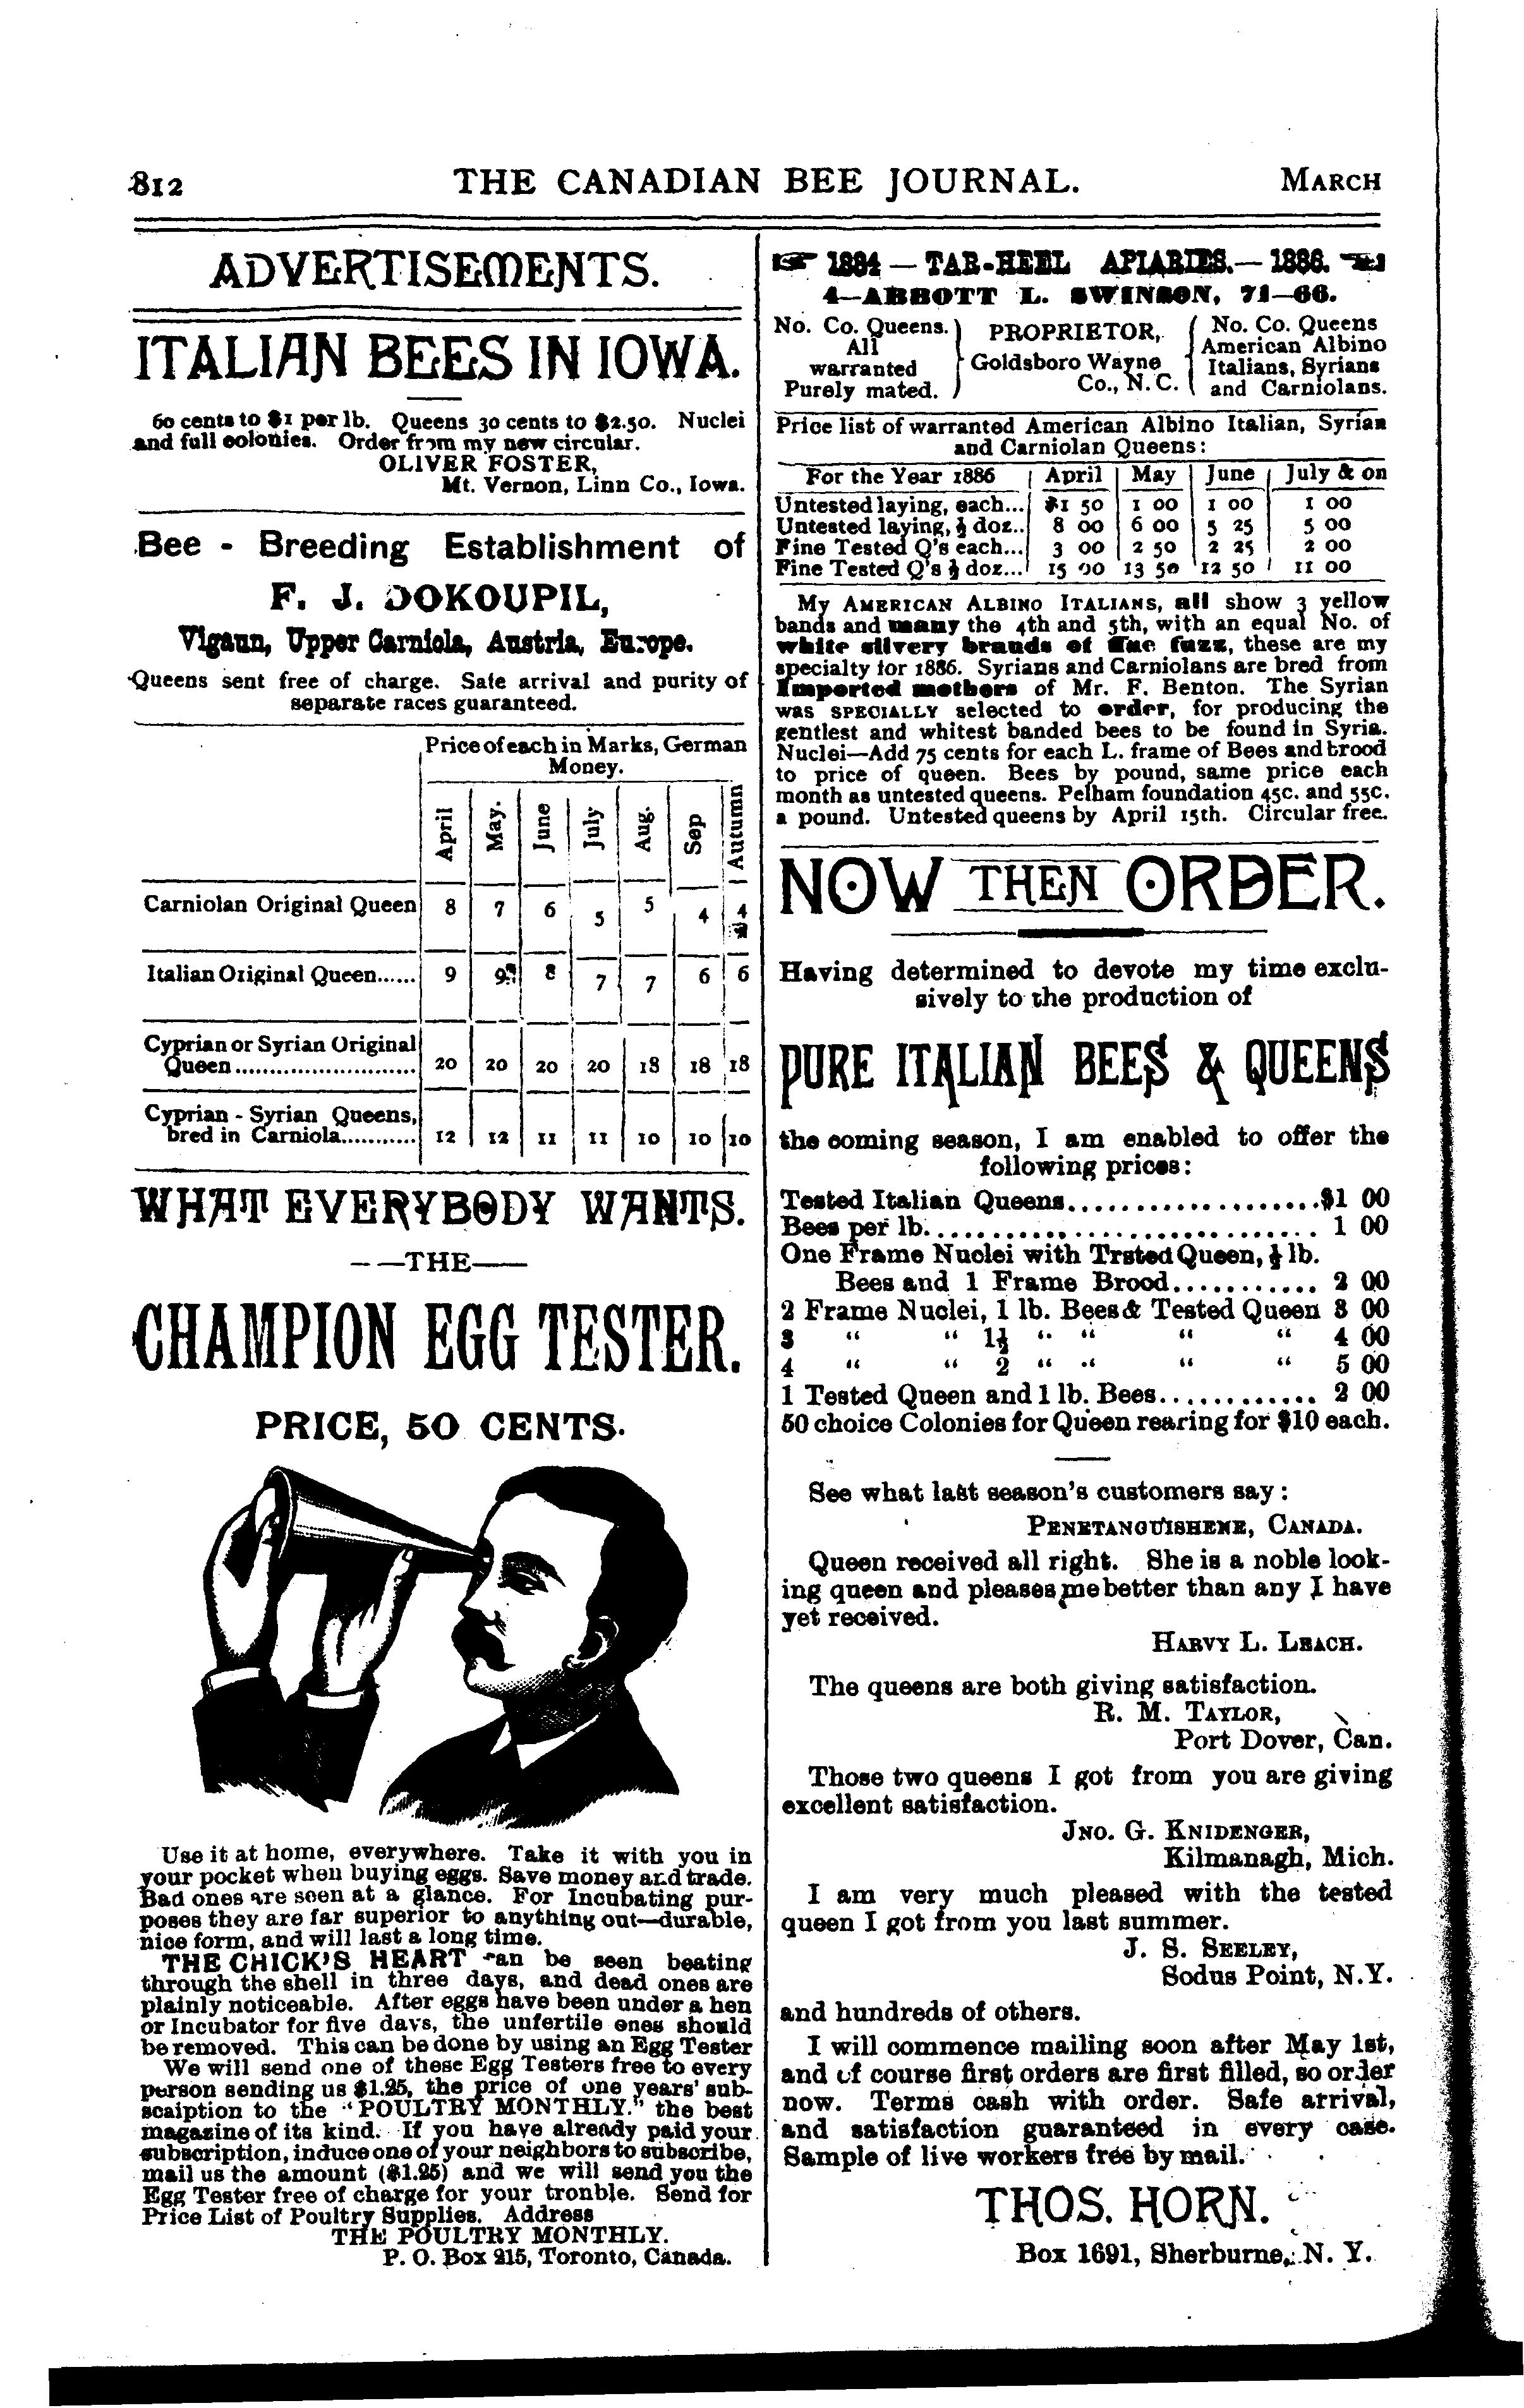 812 THE CANADIAN BEE JOURNAL. MARCH
ADVERTISEMENTS.
ITALIAN BEES IN IOWA.
60 cents to $1 per lb. Queens 30 cents to $2.50. Nuclei
and full colonies. Order from my new circular.
OLIVER FOSTER,
Mt. Vernon, Linn Co., Iowa.
Bee - Breeding Establishment of
F. J. DOKOUPIL,
Vigaun, Upper Carniola, Austria, Europe.
Queens sent free of charge. Safe arrival and purity of
separate races guaranteed.
Price of each in Marks, German
Money.
April May. June July Aug. Sep Autumn
Carniolan Original Queen 8 7 6 5 5 4 4
Italian Original Queen...... 9 9 8 7 7 6 6
Cyprian or Syrian Original
Queen.......................... 20 20 20 20 18 18 18
Cyprian - Syrian Queens,
bred in Carniola........... 12 12 11 11 10 10 10
WHAT EVERYBODY WANTS.
——THE——
CHAMPION EGG TESTER.
PRICE, 50 CENTS.
Use it at home, everywhere. Take it with you in
your pocket when buying eggs. Save money and trade.
Bad ones are seen at a glance. For Incubating pur-
poses they are far superior to anything out—durable,
nice form, and will last a long time.
THE CHICK'S HEART can be seen beating
through the shell in three days, and dead ones are
plainly noticeable. After eggs have been under a hen
or Incubator for five days, the unfertile ones should
be removed. This can be done by using an Egg Tester
We will send one of these Egg Testers free to every
person sending us $1.25, the price of one years' sub-
scaiption to the "POULTRY MONTHLY." the best
magazine of its kind. If you have already paid your
subscription, induce one of your neighbors to subscribe,
mail us the amount ($1.25) and we will send you the
Egg Tester free of charge for your tronble. Send for
Price List of Poultry Supplies. Address
THE POULTRY MONTHLY.
P. O. Box 215, Toronto, Canada.
1884 — TAR-HEEL APIARIES.— 1886.
4—ABBOTT L. SWINSON, 71—66.
No. Co. Queens. PROPRIETOR, No. Co. Queens
All American Albino
warranted Goldsboro Wayne Italians, Syrians
Purely mated. Co., N. C. and Carniolans.
Price list of warranted American Albino Italian, Syrian
and Carniolan Queens:
For the Year 1886 April May June July & on
Untested laying, each... $1 50 1 00 1 00 1 00
Untested laying, ½ doz.. 8 00 6 00 5 25 5 00
Fine Tested Q's each... 3 00 2 50 2 25 2 00
Fine Tested Q's ½ doz... 15 00 13 50 12 50 11 00
My AMERICAN ALBINO ITALIANS, all show 3 yellow
bands and many the 4th and 5th, with an equal No. of
white silvery brands of fine fuzz, these are my
specialty for 1886. Syrians and Carniolans are bred from
Imported mothers of Mr. F. Benton. The Syrian
was SPECIALLY selected to order, for producing the
gentlest and whitest banded bees to be found in Syria.
Nuclei—Add 75 cents for each L. frame of Bees and brood
to price of queen. Bees by pound, same price each
month as untested queens. Pelham foundation 45c. and 55c.
a pound. Untested queens by April 15th. Circular free.
NOW THEN ORDER.
Having determined to devote my time exclu-
sively to the production of
PURE ITALIAN BEES & QUEENS
the coming season, I am enabled to offer the
following prices:
Tested Italian Queens...................$1 00
Bees per lb.............................. 1 00
One Frame Nuclei with Trsted Queen, ½ lb.
Bees and 1 Frame Brood........... 2 00
2 Frame Nuclei, 1 lb. Bees & Tested Queen 3 00
3 " " 1½ " " " " 4 00
4 " " 2 " " " " 5 00
1 Tested Queen and 1 lb. Bees............ 2 00
50 choice Colonies for Queen rearing for $10 each.
See what last season's customers say:
PENETANGUISHENE, CANADA.
Queen received all right. She is a noble look-
ing queen and pleases me better than any I have
yet received.
HARVY L. LEACH.
The queens are both giving satisfaction.
R. M. TAYLOR,
Port Dover, Can.
Those two queens I got from you are giving
excellent satisfaction.
JNO. G. KNIDENGER,
Kilmanagh, Mich.
I am very much pleased with the tested
queen I got from you last summer.
J. S. SEELEY,
Sodus Point, N.Y.
and hundreds of others.
I will commence mailing soon after May 1st,
and of course first orders are first filled, so order
now. Terms cash with order. Safe arrival,
and satisfaction guaranteed in every case.
Sample of live workers free by mail.
THOS. HORN.
Box 1691, Sherburne, N. Y.